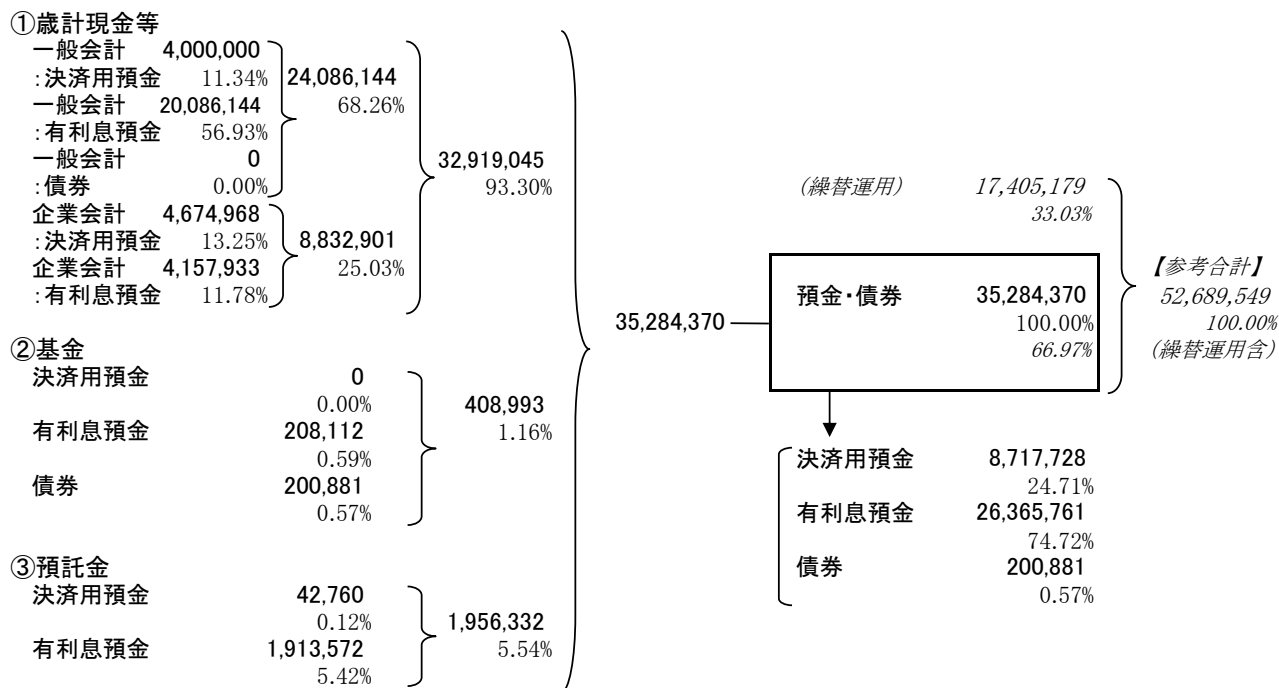 ①歳計現金等
一般会計 4,000,000
:決済用預金 11.34%
24,086,144
68.26%
一般会計 20,086,144
:有利息預金 56.93%
一般会計 0
:債券 0.00%
32,919,045
93.30%
企業会計 4,674,968
:決済用預金 13.25%
8,832,901
25.03%
企業会計 4,157,933
:有利息預金 11.78%
②基金
決済用預金 0
0.00%
408,993
1.16%
有利息預金 208,112
0.59%
債券 200,881
0.57%
③預託金
決済用預金 42,760
0.12%
1,956,332
5.54%
有利息預金 1,913,572
5.42%
35,284,370
(繰替運用) 17,405,179
33.03%
預金・債券 35,284,370
100.00%
66.97%
【参考合計】
52,689,549
100.00%
(繰替運用含)
決済用預金 8,717,728
24.71%
有利息預金 26,365,761
74.72%
債券 200,881
0.57%